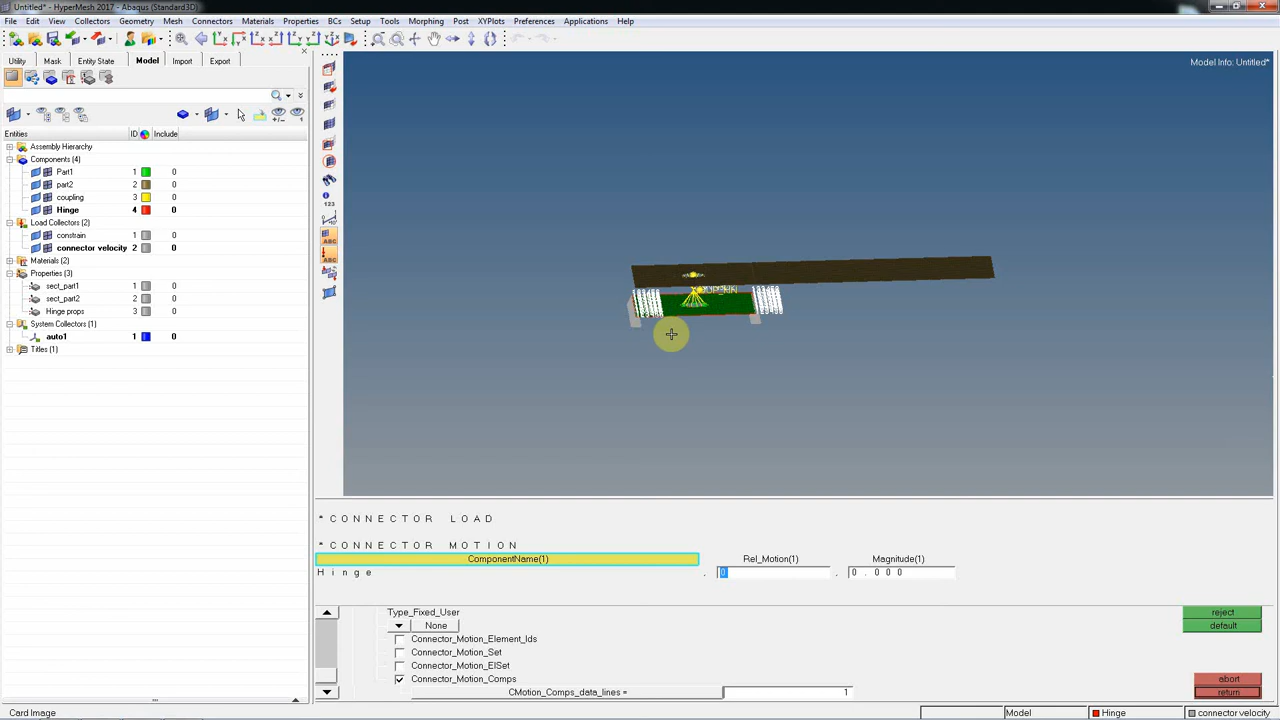 Untitled* - HyperMesh 2017 - Abaqus (Standard3D)
File Edit View Collectors Geometry Mesh Connectors Materials Properties BCs Setup Tools Morphing Post XYPlots Preferences Applications Help
Utility Mask Entity State Model Import Export
Model Info: Untitled*
Entities ID Include
Assembly Hierarchy
Components (4)
Part1 1 0
part2 2 0
coupling 3 0
Hinge 4 0
Load Collectors (2)
constrain 1 0
connector velocity 2 0
Materials (2)
Properties (3)
sect_part1 1 0
sect_part2 2 0
Hinge props 3 0
System Collectors (1)
auto1 1 0
Titles (1)
123
ABC
ABC
*CONNECTOR LOAD
*CONNECTOR MOTION
ComponentName(1) Rel_Motion(1) Magnitude(1)
Hinge . 0 . 0.000
Type_Fixed_User
None
Connector_Motion_Element_Ids
Connector_Motion_Set
Connector_Motion_ElSet
Connector_Motion_Comps
CMotion_Comps_data_lines = 1
reject
default
abort
return
Card Image Model Hinge connector velocity